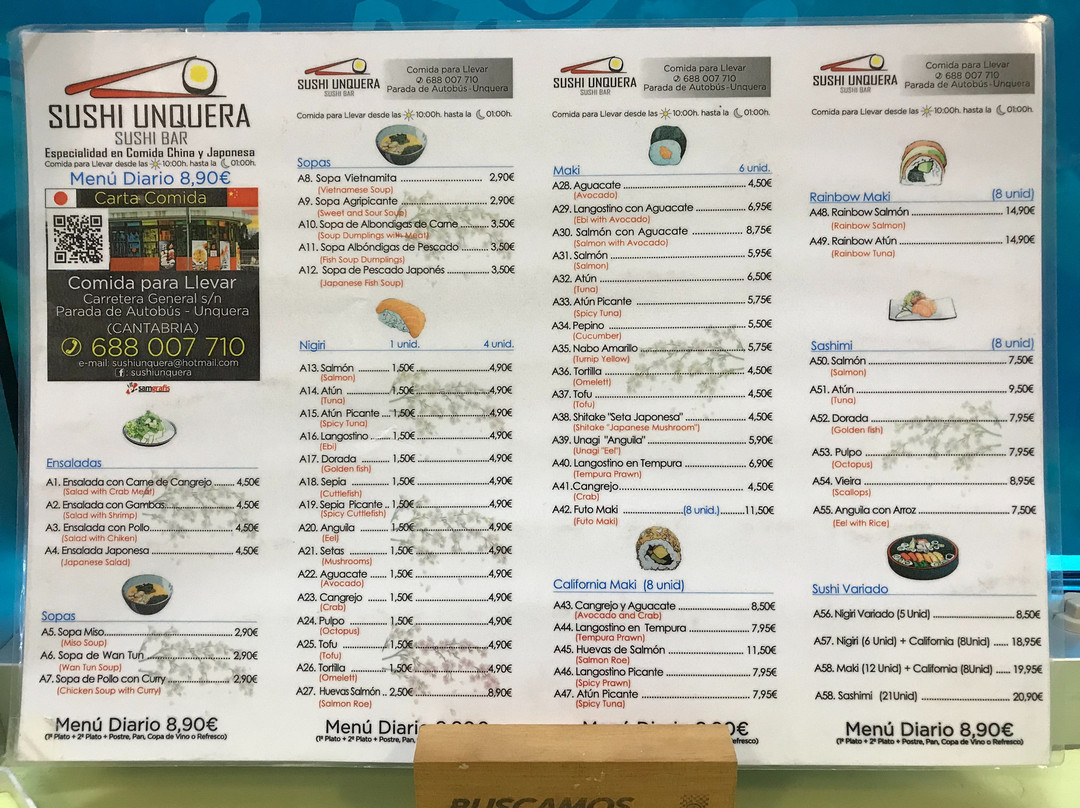 SUSHI UNQUERA
SUSHI BAR
Especialidad en Comida China y Japonesa
Comida para Llevar desde las 10:00h. hasta la 01:00h.
Menú Diario 8,90€
Carta Comida
Comida para Llevar
Carretera General s/n
Parada de Autobús - Unquera
(CANTABRIA)
688 007 710
e-mail: sushiunquera@hotmail.com
f : sushiunquera
samgrafis
Ensaladas
A1. Ensalada con Carne de Cangrejo ........ 4,50€
(Salad with Crab Meat)
A2. Ensalada con Gambas ........ 4,50€
(Salad with Shrimp)
A3. Ensalada con Pollo ........ 4,50€
(Salad with Chiken)
A4. Ensalada Japonesa ........ 4,50€
(Japanese Salad)
Sopas
A5. Sopa Miso ........ 2,90€
(Miso Soup)
A6. Sopa de Wan Tun ........ 2,90€
(Wan Tun Soup)
A7. Sopa de Pollo con Curry ........ 2,90€
(Chicken Soup with Curry)
Menú Diario 8,90€
(1º Plato + 2º Plato + Postre, Pan, Copa de Vino o Refresco)
SUSHI UNQUERA
SUSHI BAR
Comida para Llevar
688 007 710
Parada de Autobús -Unquera
Comida para Llevar desde las 10:00h. hasta la 01:00h.
Sopas
A8. Sopa Vietnamita ........ 2,90€
(Vietnamese Soup)
A9. Sopa Agripicante ........ 2,90€
(Sweet and Sour Soup)
A10. Sopa de Albondigas de Carne ........ 3,50€
(Soup Dumplings with Meat)
A11. Sopa Albóndigas de Pescado ........ 3,50€
(Fish Soup Dumplings)
A12. Sopa de Pescado Japonés ........ 3,50€
(Japanese Fish Soup)
Nigiri 1 unid. 4 unid.
A13. Salmón ........ 1,50€ ........ 4,90€
(Salmon)
A14. Atún ........ 1,50€ ........ 4,90€
(Tuna)
A15. Atún Picante ... 1,50€ ........ 4,90€
(Spicy Tuna)
A16. Langostino ...... 1,50€ ........ 4,90€
(Ebi)
A17. Dorada ........ 1,50€ ........ 4,90€
(Golden fish)
A18. Sepia ........ 1,50€ ........ 4,90€
(Cuttlefish)
A19. Sepia Picante .. 1,50€ ........ 4,90€
(Spicy Cuttlefish)
A20. Anguila ........ 1,50€ ........ 4,90€
(Eel)
A21. Setas ........ 1,50€ ........ 4,90€
(Mushrooms)
A22. Aguacate ...... 1,50€ ........ 4,90€
(Avocado)
A23. Cangrejo ...... 1,50€ ........ 4,90€
(Crab)
A24. Pulpo ........ 1,50€ ........ 4,90€
(Octopus)
A25. Tofu ........ 1,50€ ........ 4,90€
(Tofu)
A26. Tortilla ........ 1,50€ ........ 4,90€
(Omelett)
A27. Huevas Salmón .. 2,50€ ........ 8,90€
(Salmon Roe)
Menú Diari
(1º Plato + 2º Plato + Postre, Pan,
SUSHI UNQUERA
SUSHI BAR
Comida para Llevar
688 007 710
Parada de Autobús -Unquera
Comida para Llevar desde las 10:00h. hasta la 01:00h.
Maki 6 unid.
A28. Aguacate ........ 4,50€
(Avocado)
A29. Langostino con Aguacate ........ 6,95€
(Ebi with Avocado)
A30. Salmón con Aguacate ........ 8,75€
(Salmon with Avocado)
A31. Salmón ........ 5,95€
(Salmon)
A32. Atún ........ 6,50€
(Tuna)
A33. Atún Picante ........ 5,75€
(Spicy Tuna)
A34. Pepino ........ 5,50€
(Cucumber)
A35. Nabo Amarillo ........ 5,75€
(Turnip Yellow)
A36. Tortilla ........ 4,50€
(Omelett)
A37. Tofu ........ 4,50€
(Tofu)
A38. Shitake "Seta Japonesa" ........ 4,50€
(Shitake "Japanese Mushroom")
A39. Unagi "Anguila" ........ 5,90€
(Unagi "Eel")
A40. Langostino en Tempura ........ 6,90€
(Tempura Prawn)
A41. Cangrejo ........ 4,50€
(Crab)
A42. Futo Maki ........ (8 unid.) ........ 11,50€
(Futo Maki)
California Maki (8 unid)
A43. Cangrejo y Aguacate ........ 8,50€
(Avocado and Crab)
A44. Langostino en Tempura ........ 7,95€
(Tempura Prawn)
A45. Huevas de Salmón ........ 11,50€
(Salmon Roe)
A46. Langostino Picante ........ 7,95€
(Spicy Prawn)
A47. Atún Picante ........ 7,95€
(Spicy Tuna)
0€
efresco)
SUSHI UNQUERA
SUSHI BAR
Comida para Llevar
688 007 710
Parada de Autobús -Unquera
Comida para Llevar desde las 10:00h. hasta la 01:00h.
Rainbow Maki (8 unid)
A48. Rainbow Salmón ........ 14,90€
(Rainbow Salmon)
A49. Rainbow Atún ........ 14,90€
(Rainbow Tuna)
Sashimi (8 unid)
A50. Salmón ........ 7,50€
(Salmon)
A51. Atún ........ 9,50€
(Tuna)
A52. Dorada ........ 7,95€
(Golden fish)
A53. Pulpo ........ 7,95€
(Octopus)
A54. Vieira ........ 8,95€
(Scallops)
A55. Anguila con Arroz ........ 7,50€
(Eel with Rice)
Sushi Variado
A56. Nigiri Variado (5 Unid) ........ 8,50€
A57. Nigiri (6 Unid) + California (8Unid) ..... 18,95€
A58. Maki (12 Unid) + California (8Unid) .... 19,95€
A58. Sashimi (21Unid) ........ 20,90€
Menú Diario 8,90€
(1º Plato + 2º Plato + Postre, Pan, Copa de Vino o Refresco)
BUSCAMOS